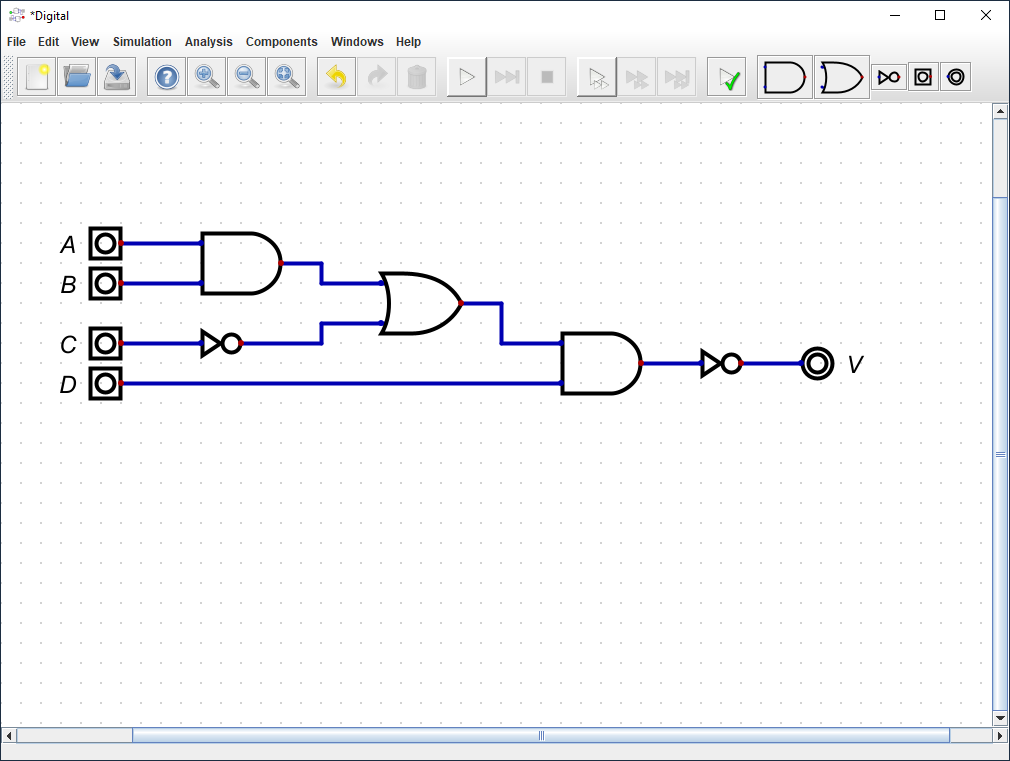 *Digital
File Edit View Simulation Analysis Components Windows Help
A
B
C
D
V